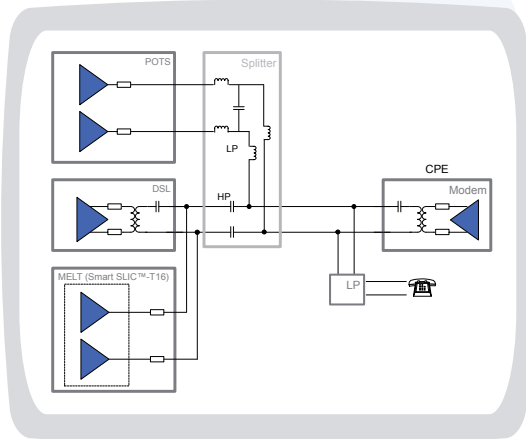 POTS
Splitter
LP
DSL
HP
CPE
Modem
MELT (Smart SLIC™-T16)
LP